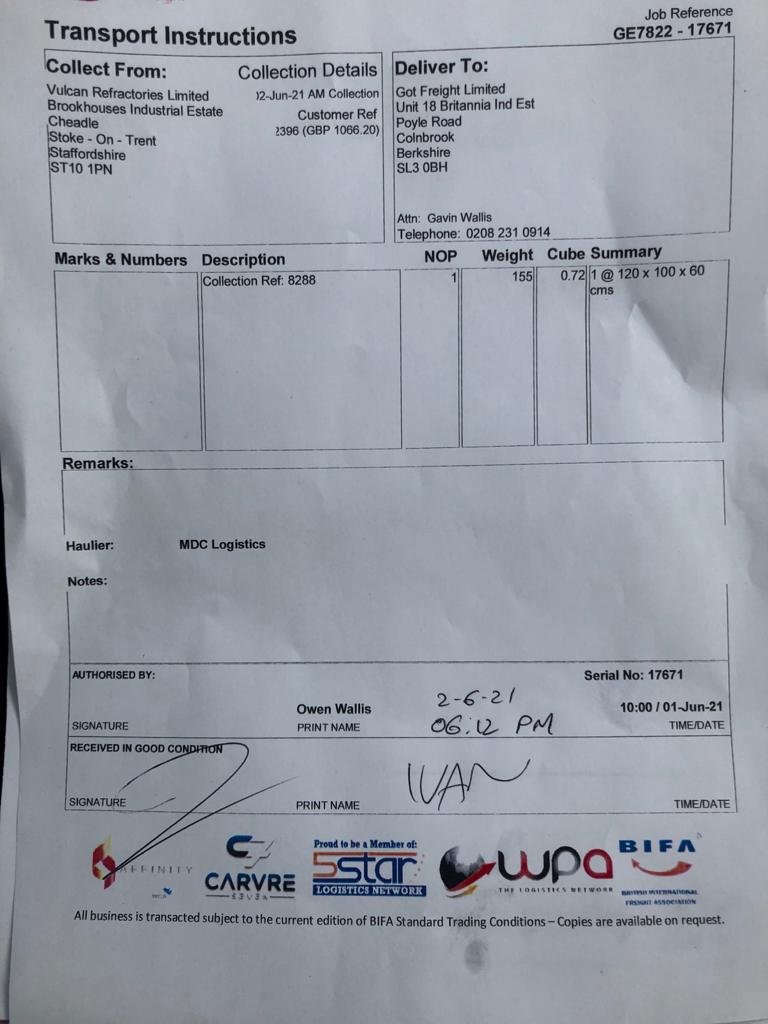 Transport Instructions
Job Reference
GE7822 - 17671
Collect From:
Collection Details
Vulcan Refractories Limited
Brookhouses Industrial Estate
Cheadle
Stoke - On - Trent
Staffordshire
ST10 1PN
02-Jun-21 AM Collection
Customer Ref
2396 (GBP 1066.20)
Deliver To:
Got Freight Limited
Unit 18 Britannia Ind Est
Poyle Road
Colnbrook
Berkshire
SL3 0BH
Attn: Gavin Wallis
Telephone: 0208 231 0914
Marks & Numbers Description NOP Weight Cube Summary
Collection Ref: 8288 1 155 0.72 1 @ 120 x 100 x 60
cms
Remarks:
Haulier: MDC Logistics
Notes:
AUTHORISED BY: Serial No: 17671
Owen Wallis 2-6-21 10:00 / 01-Jun-21
SIGNATURE PRINT NAME 06:12 PM TIME/DATE
RECEIVED IN GOOD CONDITION
IVAN
SIGNATURE PRINT NAME TIME/DATE
AFFINITY
CARVRE
Proud to be a Member of:
5star
LOGISTICS NETWORK
wpa
THE LOGISTICS NETWORK
BIFA
BRITISH INTERNATIONAL
FREIGHT ASSOCIATION
All business is transacted subject to the current edition of BIFA Standard Trading Conditions – Copies are available on request.